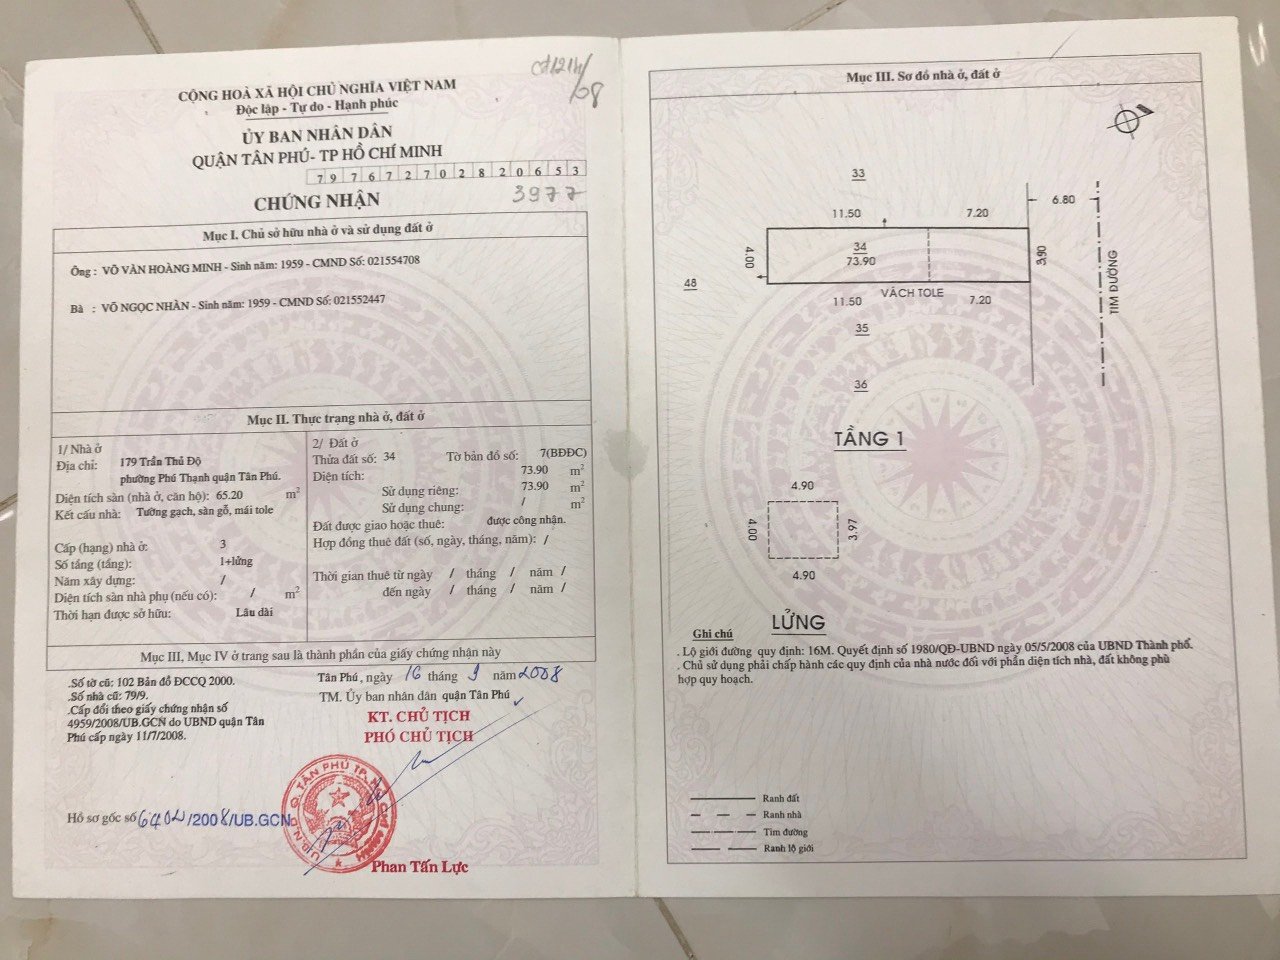 CĐ1214/08
CỘNG HOÀ XÃ HỘI CHỦ NGHĨA VIỆT NAM
Độc lập - Tự do - Hạnh phúc
ỦY BAN NHÂN DÂN
QUẬN TÂN PHÚ- TP HỒ CHÍ MINH
7 9 7 6 7 2 7 0 2 8 2 0 6 5 3
3977
CHỨNG NHẬN
Mục I. Chủ sở hữu nhà ở và sử dụng đất ở
Ông : VÕ VĂN HOÀNG MINH - Sinh năm: 1959 - CMND Số: 021554708
Bà : VÕ NGỌC NHÀN - Sinh năm: 1959 - CMND Số: 021552447
Mục II. Thực trạng nhà ở, đất ở
1/ Nhà ở
Địa chỉ: 179 Trần Thủ Độ
phường Phú Thạnh quận Tân Phú.
Diện tích sàn (nhà ở, căn hộ): 65.20 m2
Kết cấu nhà: Tường gạch, sàn gỗ, mái tole
Cấp (hạng) nhà ở: 3
Số tầng (tầng): 1+lửng
Năm xây dựng: /
Diện tích sàn nhà phụ (nếu có): / m2
Thời hạn được sở hữu: Lâu dài
2/ Đất ở
Thửa đất số: 34 Tờ bản đồ số: 7(BĐĐC)
Diện tích: 73.90 m2
Sử dụng riêng: 73.90 m2
Sử dụng chung: / m2
Đất được giao hoặc thuê: được công nhận.
Hợp đồng thuê đất (số, ngày, tháng, năm): /
Thời gian thuê từ ngày / tháng / năm /
đến ngày / tháng / năm /
Mục III, Mục IV ở trang sau là thành phần của giấy chứng nhận này
.Số tờ cũ: 102 Bản đồ ĐCCQ 2000.
.Số nhà cũ: 79/9.
.Cấp đổi theo giấy chứng nhận số
4959/2008/UB.GCN do UBND quận Tân
Phú cấp ngày 11/7/2008.
Hồ sơ gốc số 6402/2008/UB.GCN
Tân Phú, ngày 16 tháng 9 năm 2008
TM. Ủy ban nhân dân quận Tân Phú
KT. CHỦ TỊCH
PHÓ CHỦ TỊCH
U.B.N.D Q. TÂN PHÚ TP. HỒ CHÍ MINH
Phan Tấn Lực
Mục III. Sơ đồ nhà ở, đất ở
33
11.50 7.20 6.80
4.00 34 3.90
73.90
48 TIM ĐƯỜNG
11.50 VÁCH TOLE 7.20
35
36
TẦNG 1
4.90
4.00 3.97
4.90
LỬNG
Ghi chú
. Lộ giới đường quy định: 16M. Quyết định số 1980/QĐ-UBND ngày 05/5/2008 của UBND Thành phố.
. Chủ sử dụng phải chấp hành các quy định của nhà nước đối với phần diện tích nhà, đất không phù
hợp quy hoạch.
Ranh đất
Ranh nhà
Tim đường
Ranh lộ giới